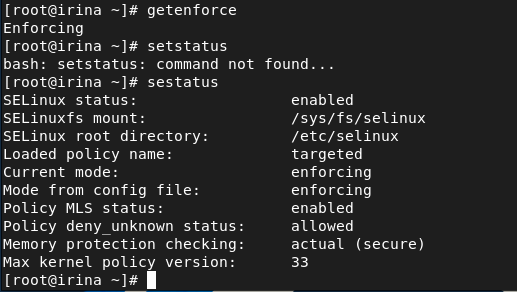 [root@irina ~]# getenforce
Enforcing
[root@irina ~]# setstatus
bash: setstatus: command not found...
[root@irina ~]# sestatus
SELinux status:                 enabled
SELinuxfs mount:                /sys/fs/selinux
SELinux root directory:         /etc/selinux
Loaded policy name:             targeted
Current mode:                   enforcing
Mode from config file:          enforcing
Policy MLS status:              enabled
Policy deny_unknown status:     allowed
Memory protection checking:     actual (secure)
Max kernel policy version:      33
[root@irina ~]#